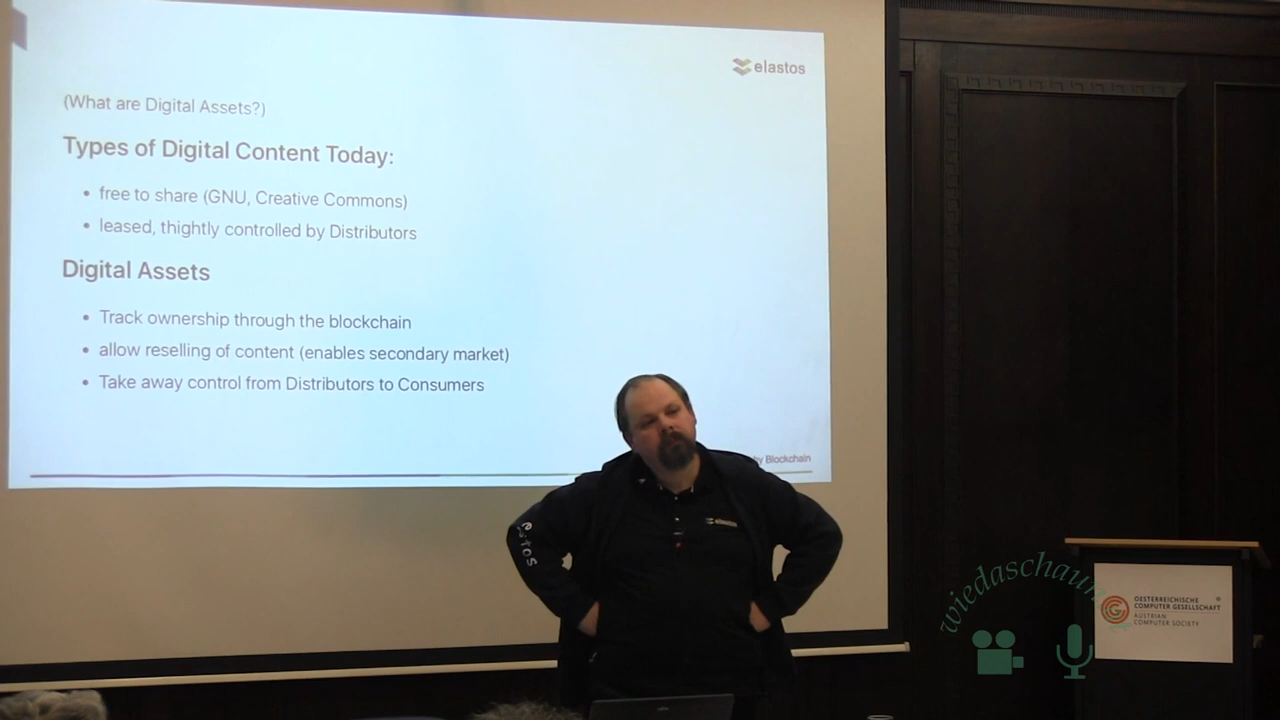 elastos
(What are Digital Assets?)
Types of Digital Content Today:
• free to share (GNU, Creative Commons)
• leased, thightly controlled by Distributors
Digital Assets
• Track ownership through the blockchain
• allow reselling of content (enables secondary market)
• Take away control from Distributors to Consumers
by Blockchain
elastos
wiedaschaun
OESTERREICHISCHE
COMPUTER GESELLSCHAFT
AUSTRIAN
COMPUTER SOCIETY